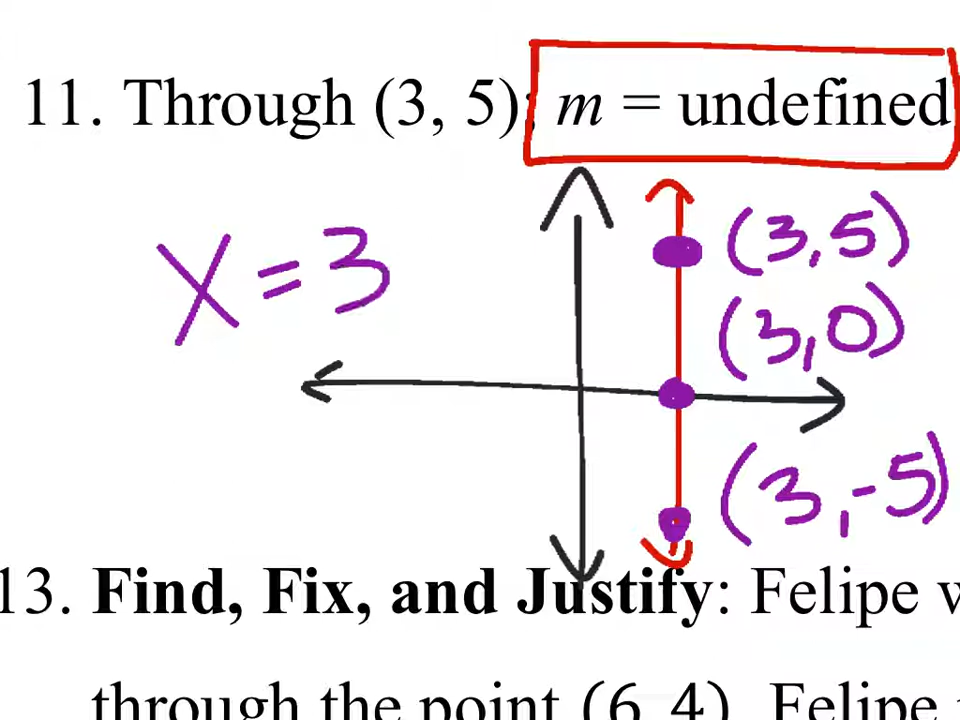 11. Through (3, 5); m = undefined
X = 3
(3,5)
(3,0)
(3,-5)
13. Find, Fix, and Justify: Felipe
through the point (6, 4). Felipe